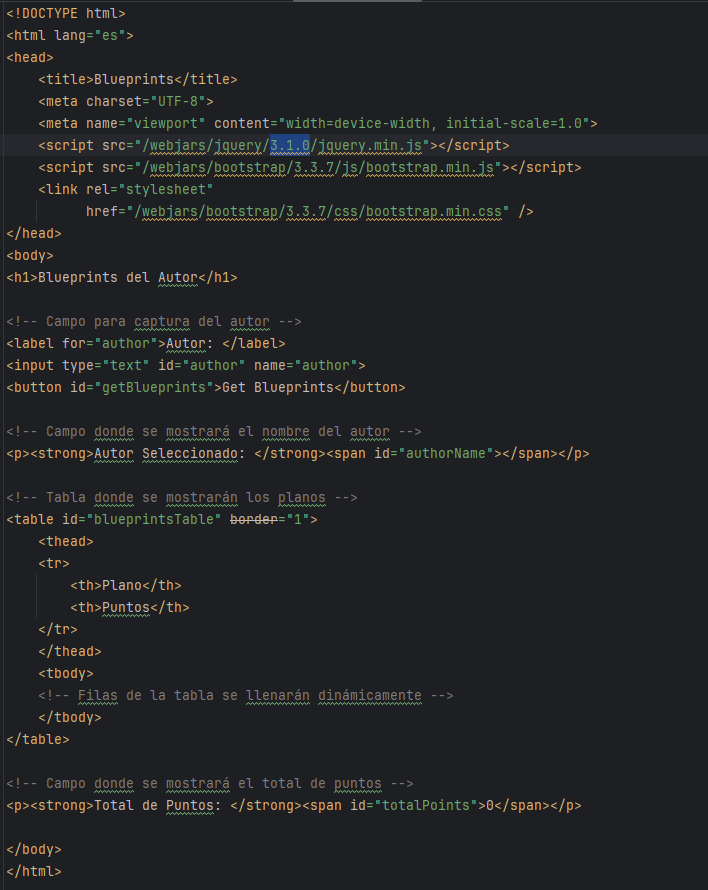 <!DOCTYPE html>
<html lang="es">
<head>
    <title>Blueprints</title>
    <meta charset="UTF-8">
    <meta name="viewport" content="width=device-width, initial-scale=1.0">
    <script src="/webjars/jquery/3.1.0/jquery.min.js"></script>
    <script src="/webjars/bootstrap/3.3.7/js/bootstrap.min.js"></script>
    <link rel="stylesheet"
          href="/webjars/bootstrap/3.3.7/css/bootstrap.min.css" />
</head>
<body>
<h1>Blueprints del Autor</h1>

<!-- Campo para captura del autor -->
<label for="author">Autor: </label>
<input type="text" id="author" name="author">
<button id="getBlueprints">Get Blueprints</button>

<!-- Campo donde se mostrará el nombre del autor -->
<p><strong>Autor Seleccionado: </strong><span id="authorName"></span></p>

<!-- Tabla donde se mostrarán los planos -->
<table id="blueprintsTable" border="1">
    <thead>
    <tr>
        <th>Plano</th>
        <th>Puntos</th>
    </tr>
    </thead>
    <tbody>
    <!-- Filas de la tabla se llenarán dinámicamente -->
    </tbody>
</table>

<!-- Campo donde se mostrará el total de puntos -->
<p><strong>Total de Puntos: </strong><span id="totalPoints">0</span></p>

</body>
</html>